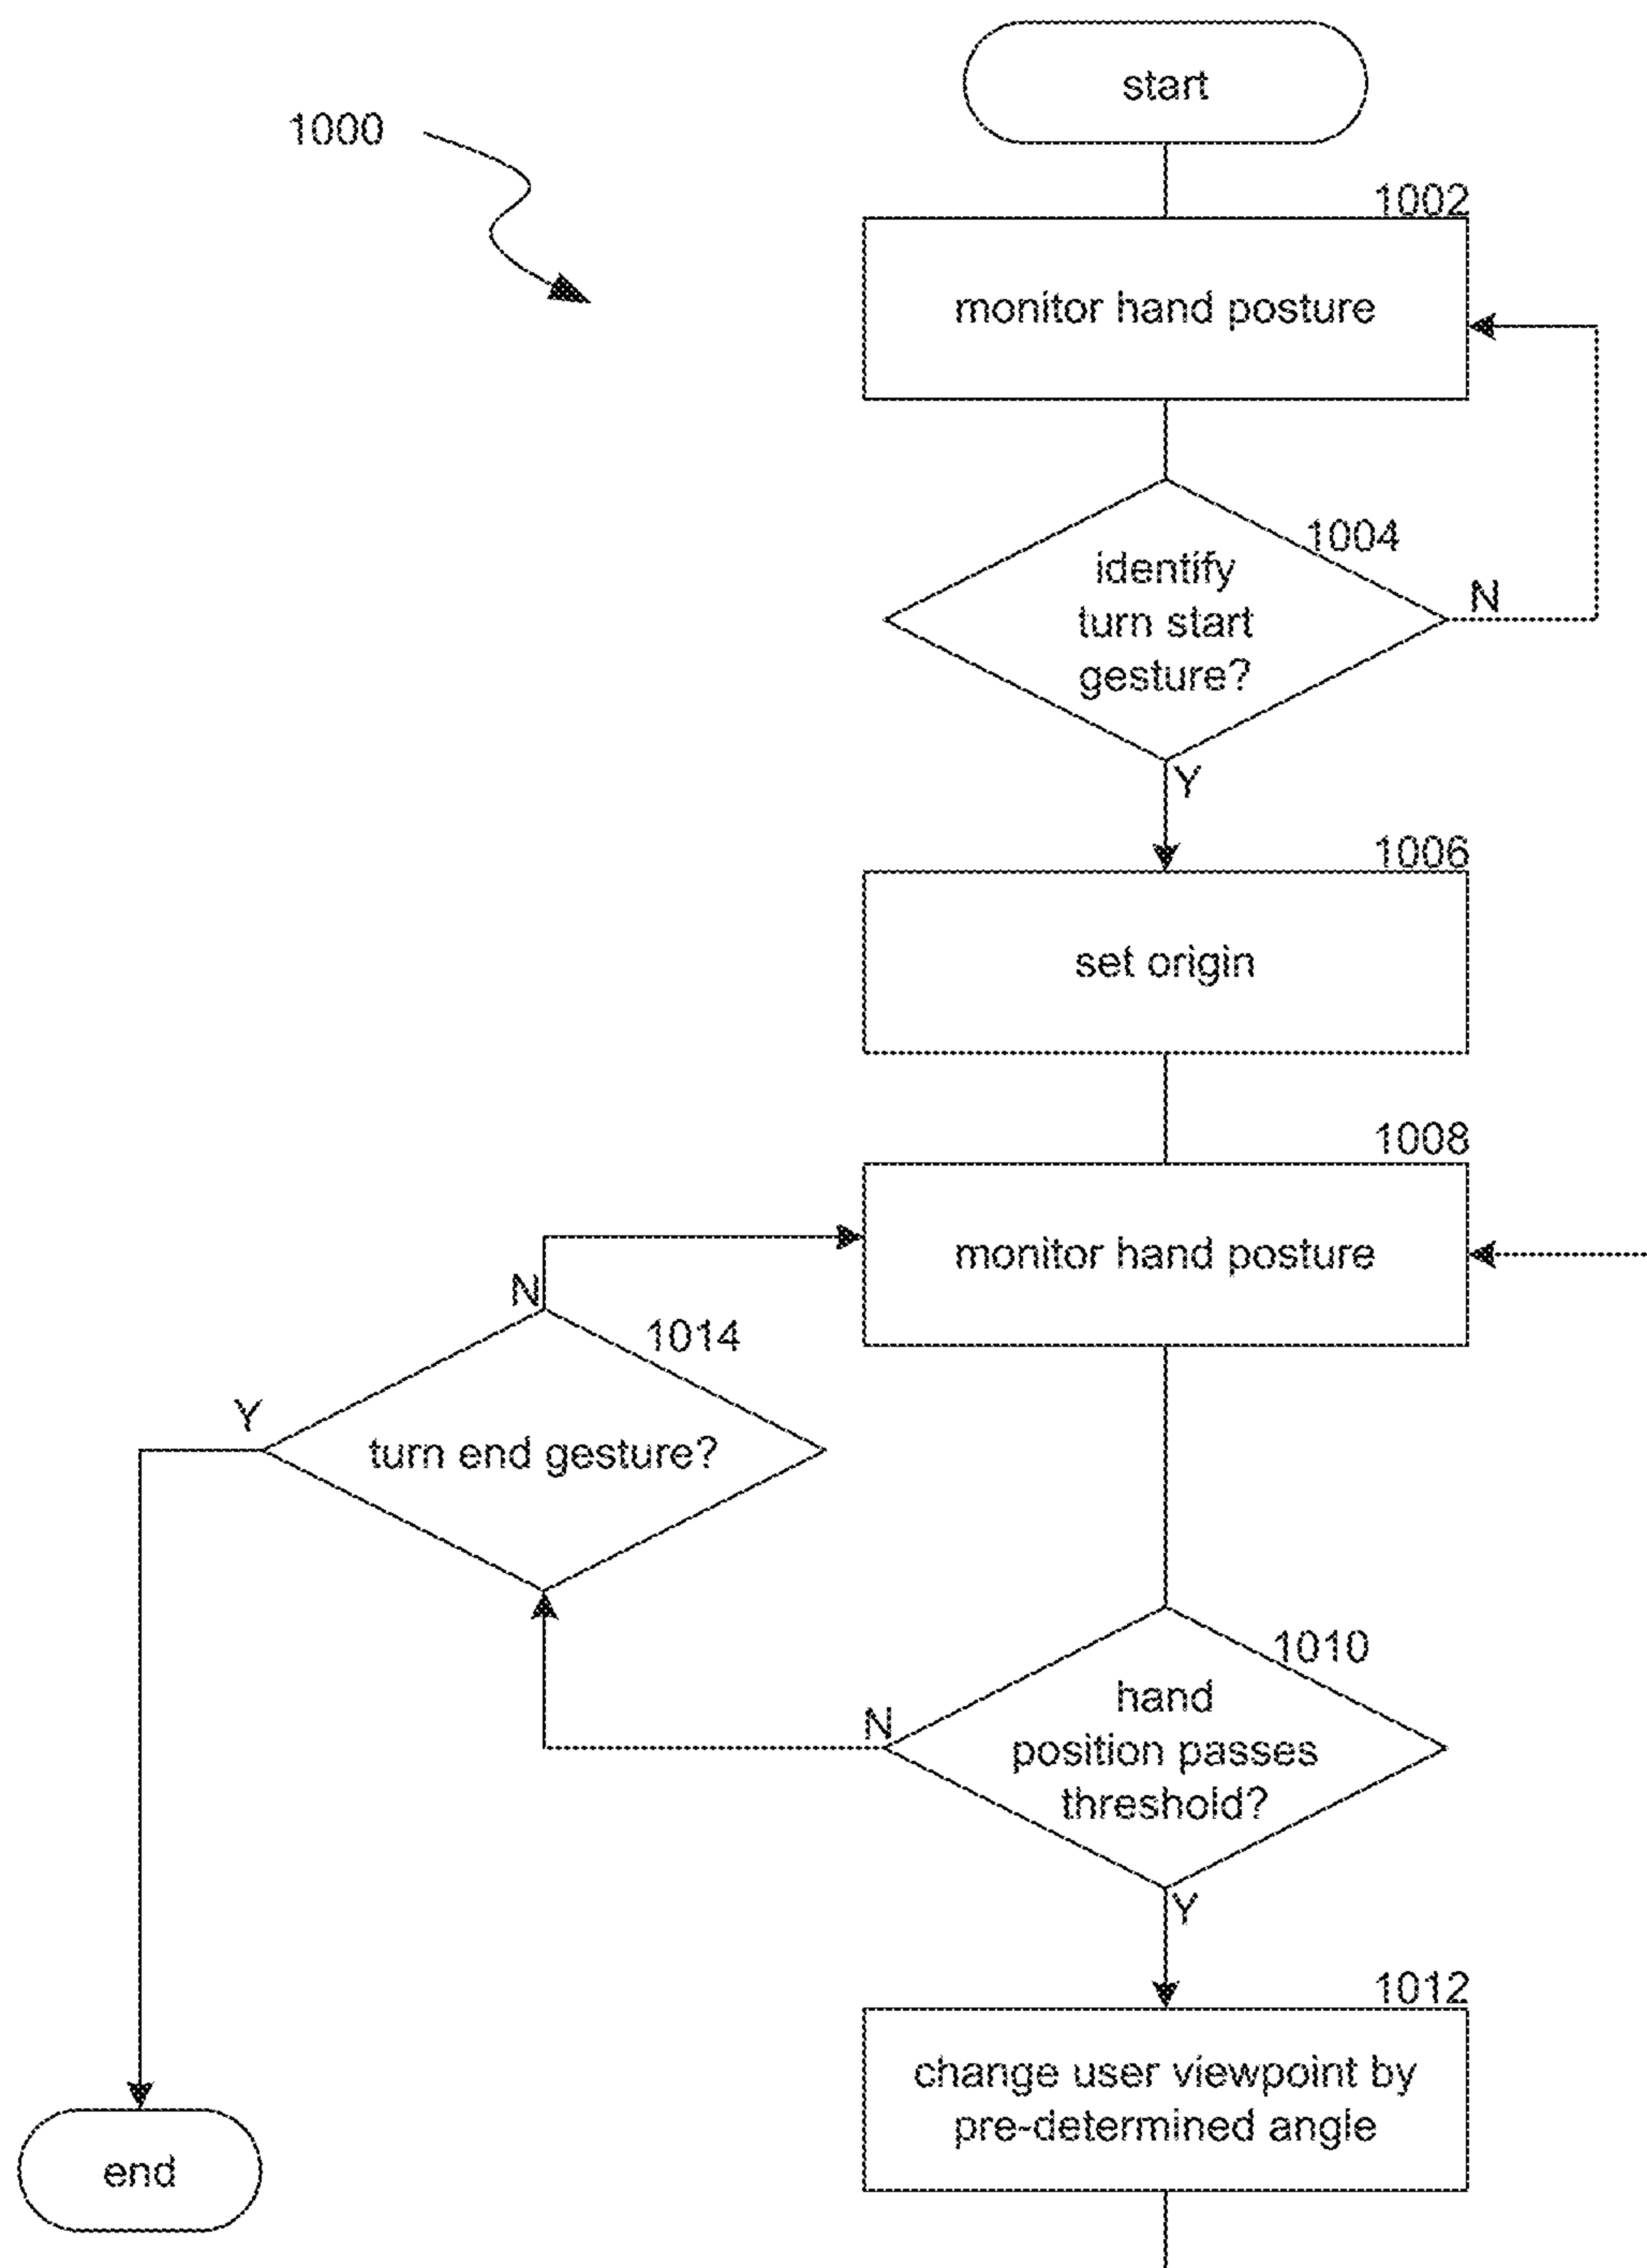 start
1000
1002
monitor hand posture
1004
identify
turn start
gesture?
N
Y
1006
set origin
1008
monitor hand posture
N
1014
Y
turn end gesture?
1010
hand
position passes
threshold?
N
Y
1012
change user viewpoint by
pre-determined angle
end